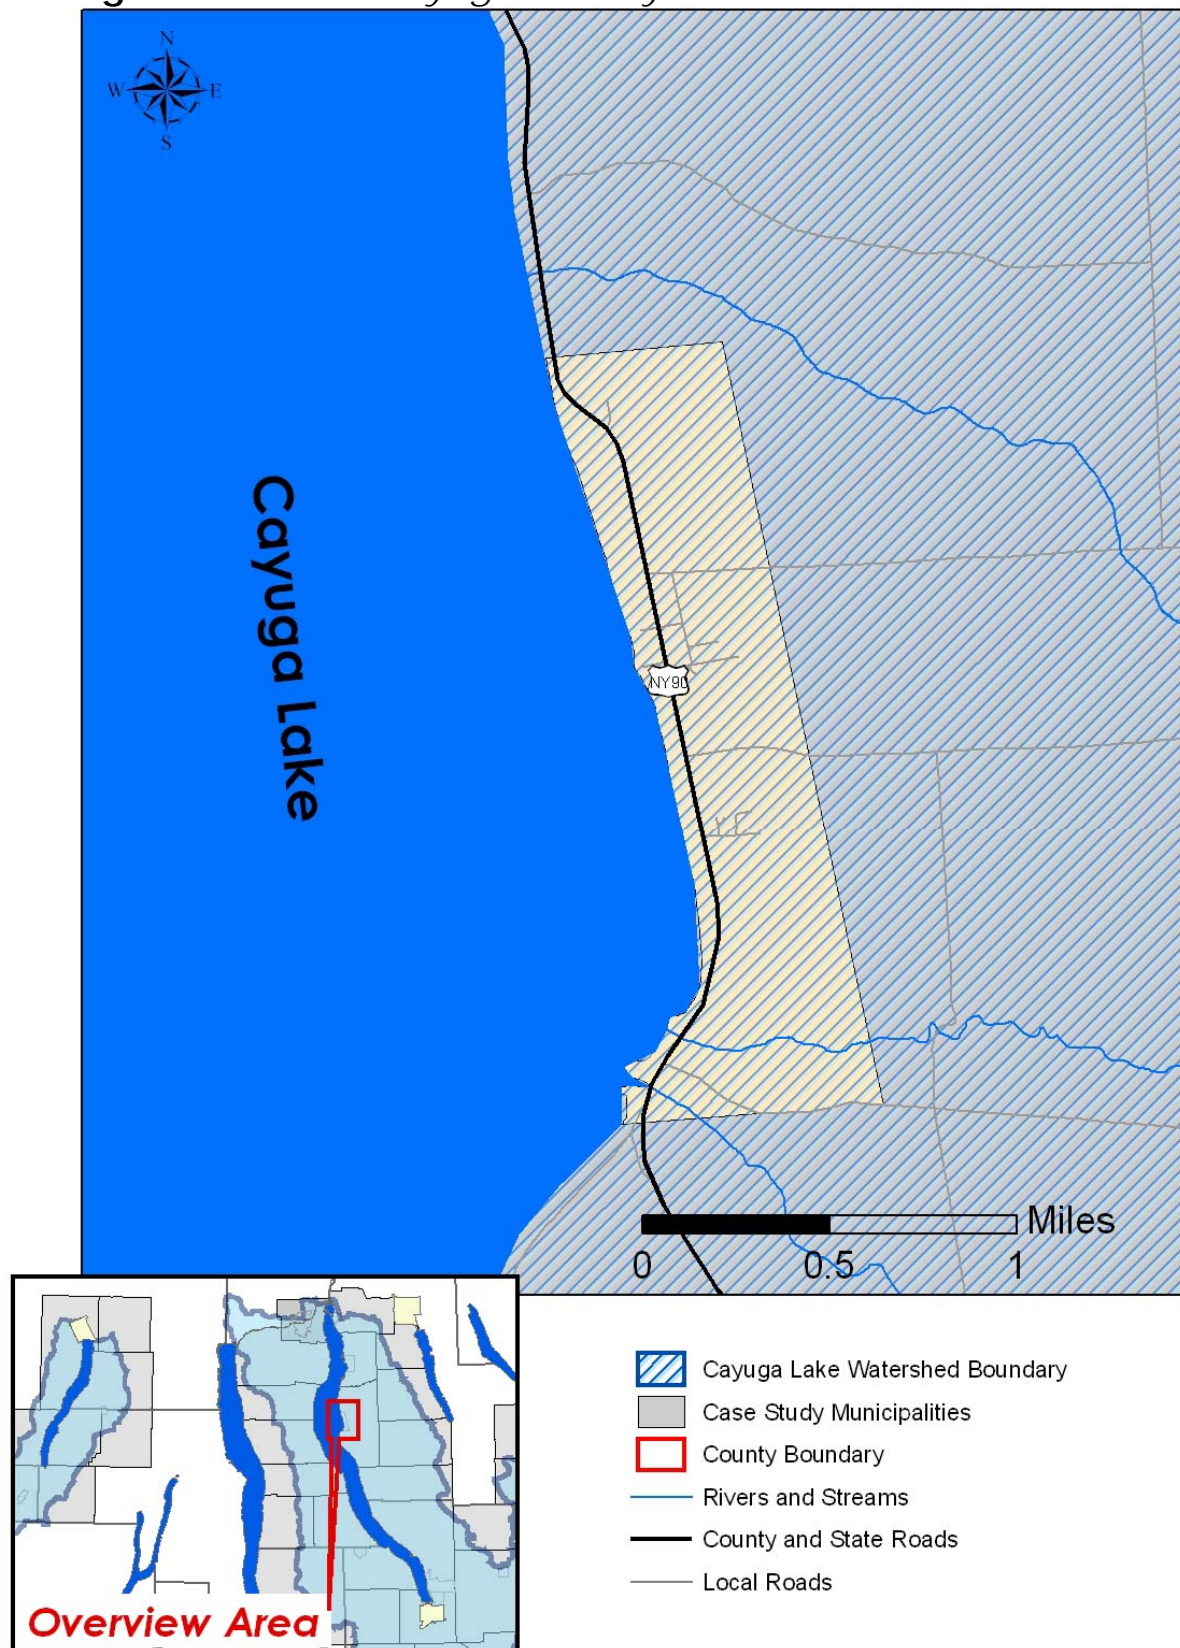 N
W E
S
Cayuga Lake
NY90
Miles
0 0.5 1
Cayuga Lake Watershed Boundary
Case Study Municipalities
County Boundary
Rivers and Streams
County and State Roads
Local Roads
Overview Area